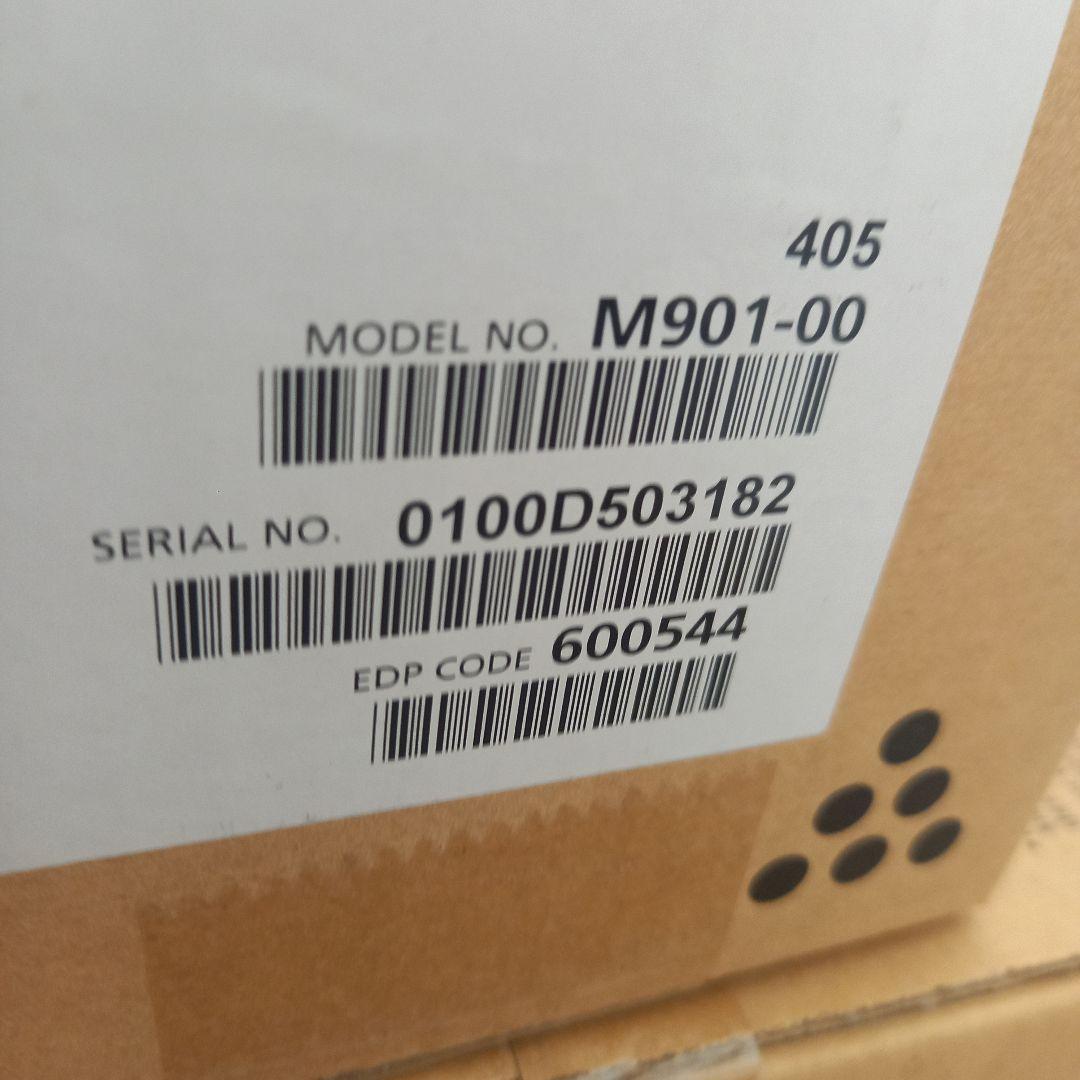 405
MODEL NO. M901-00
SERIAL NO. 0100D503182
EDP CODE 600544